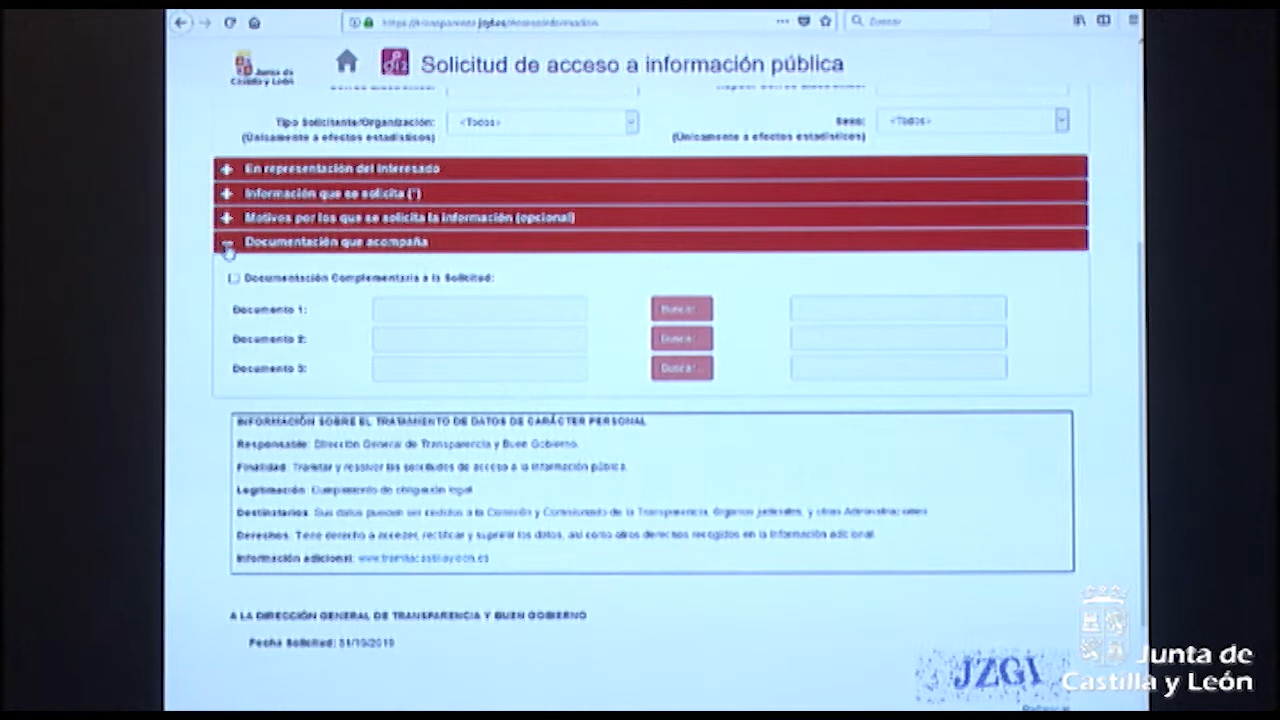 Junta de
Castilla y León
Solicitud de acceso a información pública
Tipo Solicitante/Organización: <Todos>
(Únicamente a efectos estadísticos)
Sexo: <Todos>
(Únicamente a efectos estadísticos)
En representación del interesado
Información que se solicita (*)
Motivos por los que se solicita la información (opcional)
Documentación que acompaña
Documentación Complementaria a la Solicitud:
Documento 1:
Documento 2:
Documento 3:
INFORMACIÓN SOBRE EL TRATAMIENTO DE DATOS DE CARÁCTER PERSONAL
Responsable: Dirección General de Transparencia y Buen Gobierno.
Finalidad: Tramitar y resolver las solicitudes de acceso a la información pública.
Legitimación: Cumplimiento de obligación legal
Destinatarios: Sus datos pueden ser cedidos a la Comisión y Comisionado de la Transparencia, órganos judiciales, y otras Administraciones
Derechos: Tiene derecho a acceder, rectificar y suprimir los datos, así como otros derechos recogidos en la información adicional.
Información adicional: www.tramitacastillayleon.es
A LA DIRECCIÓN GENERAL DE TRANSPARENCIA Y BUEN GOBIERNO
Fecha Solicitud:
JZGI
Junta de
Castilla y León